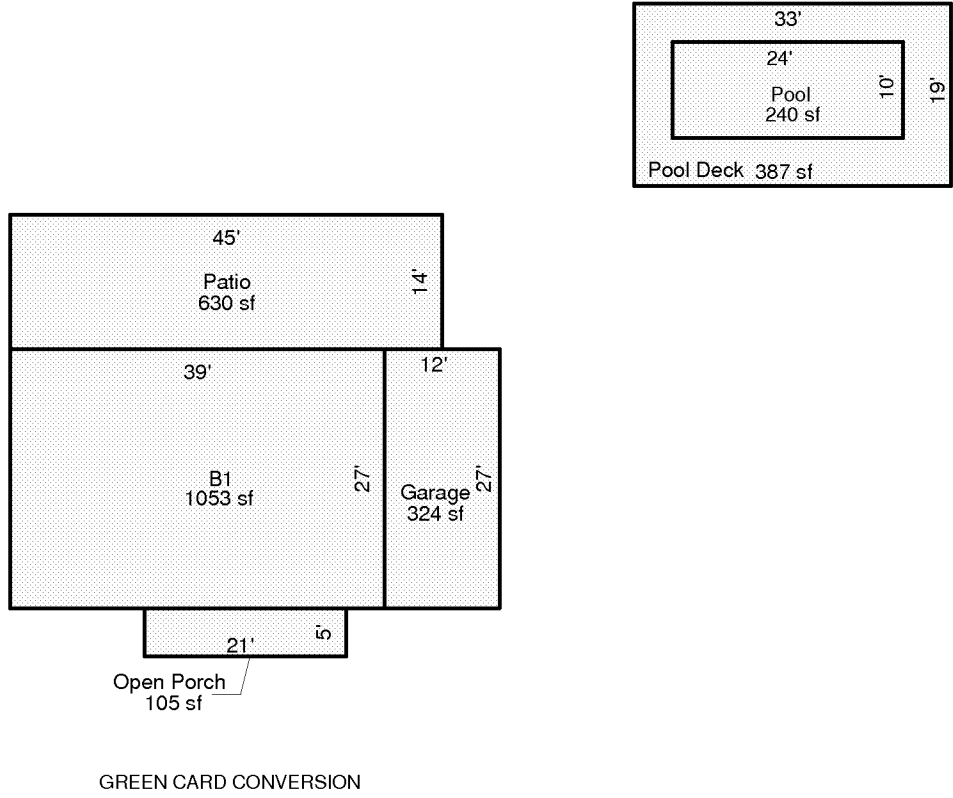 33'
24'
10'
19'
Pool
240 sf
Pool Deck 387 sf
45'
14'
Patio
630 sf
39'
12'
B1
1053 sf
27'
Garage
324 sf
27'
21'
5'
Open Porch
105 sf
GREEN CARD CONVERSION